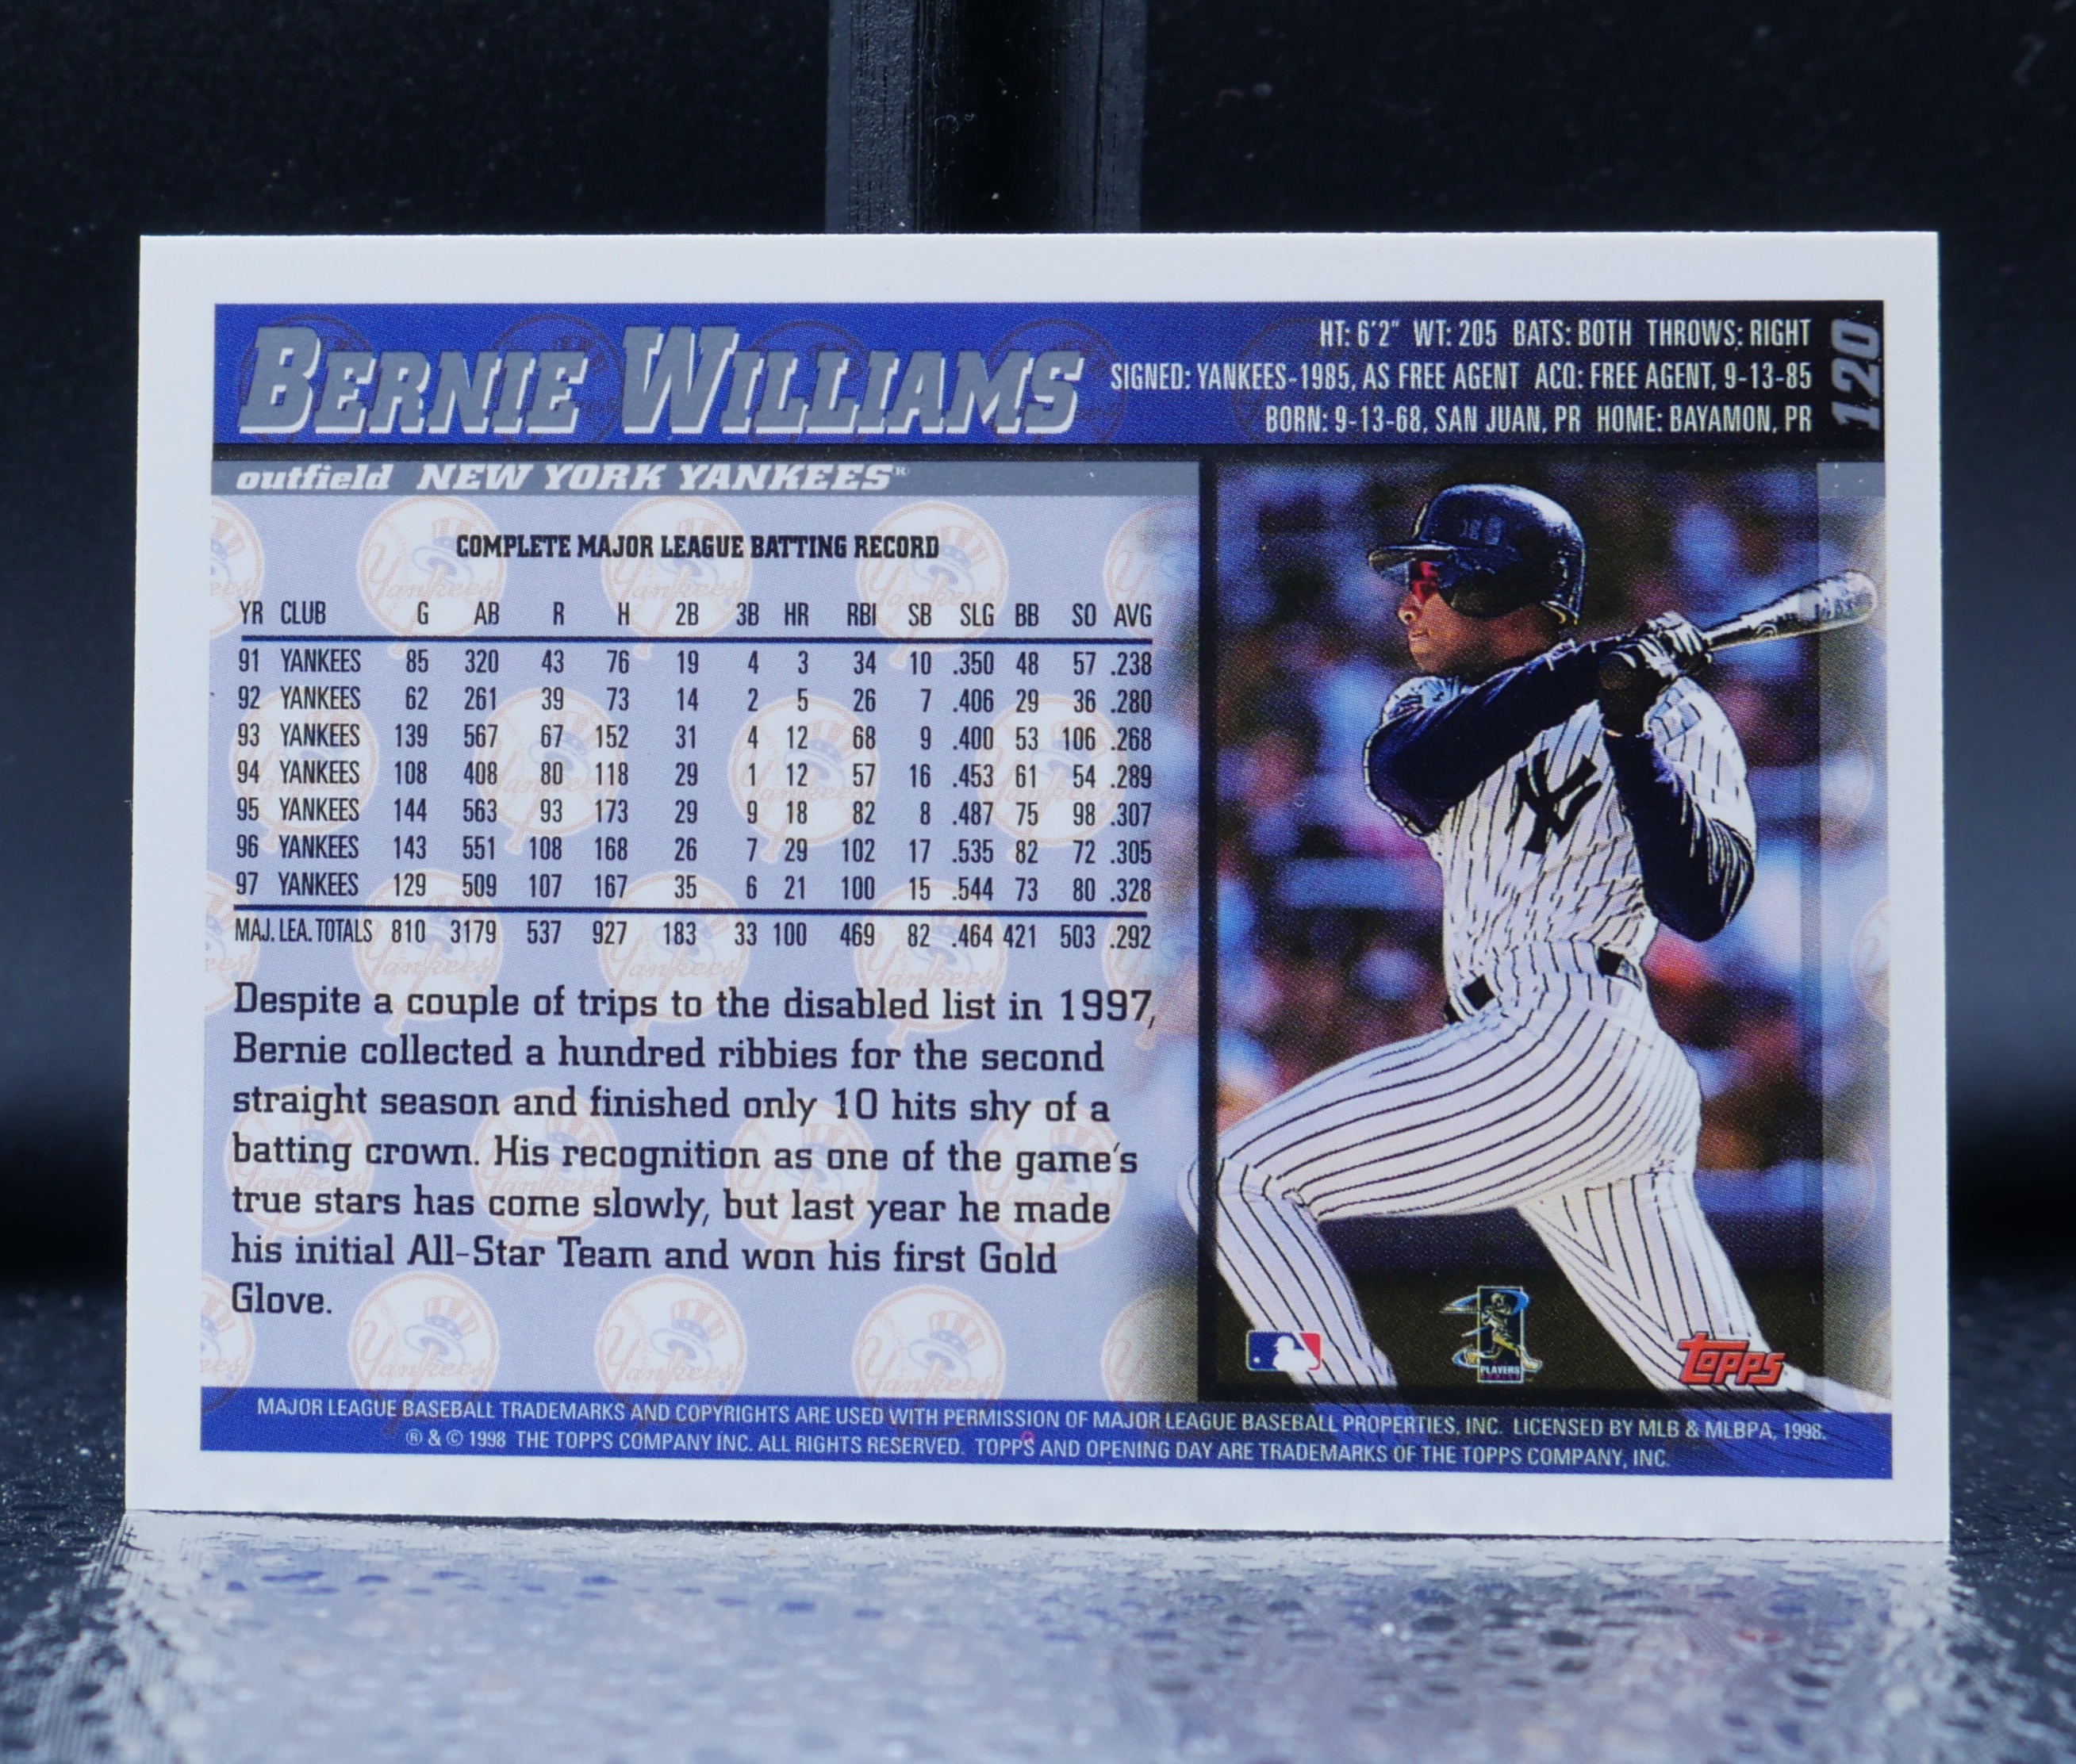 BERNIE WILLIAMS
HT: 6'2" WT: 205 BATS: BOTH THROWS: RIGHT
SIGNED: YANKEES-1985, AS FREE AGENT ACQ: FREE AGENT, 9-13-85
BORN: 9-13-68, SAN JUAN, PR HOME: BAYAMON, PR
120
outfield NEW YORK YANKEES®
COMPLETE MAJOR LEAGUE BATTING RECORD
YR CLUB G AB R H 2B 3B HR RBI SB SLG BB SO AVG
91 YANKEES 85 320 43 76 19 4 3 34 10 .350 48 57 .238
92 YANKEES 62 261 39 73 14 2 5 26 7 .406 29 36 .280
93 YANKEES 139 567 67 152 31 4 12 68 9 .400 53 106 .268
94 YANKEES 108 408 80 118 29 1 12 57 16 .453 61 54 .289
95 YANKEES 144 563 93 173 29 9 18 82 8 .487 75 98 .307
96 YANKEES 143 551 108 168 26 7 29 102 17 .535 82 72 .305
97 YANKEES 129 509 107 167 35 6 21 100 15 .544 73 80 .328
MAJ. LEA. TOTALS 810 3179 537 927 183 33 100 469 82 .464 421 503 .292
Despite a couple of trips to the disabled list in 1997,
Bernie collected a hundred ribbies for the second
straight season and finished only 10 hits shy of a
batting crown. His recognition as one of the game's
true stars has come slowly, but last year he made
his initial All-Star Team and won his first Gold
Glove.
NY
PLAYERS
TOPPS
MAJOR LEAGUE BASEBALL TRADEMARKS AND COPYRIGHTS ARE USED WITH PERMISSION OF MAJOR LEAGUE BASEBALL PROPERTIES, INC. LICENSED BY MLB & MLBPA, 1998.
® & © 1998 THE TOPPS COMPANY INC. ALL RIGHTS RESERVED. TOPPS AND OPENING DAY ARE TRADEMARKS OF THE TOPPS COMPANY, INC.